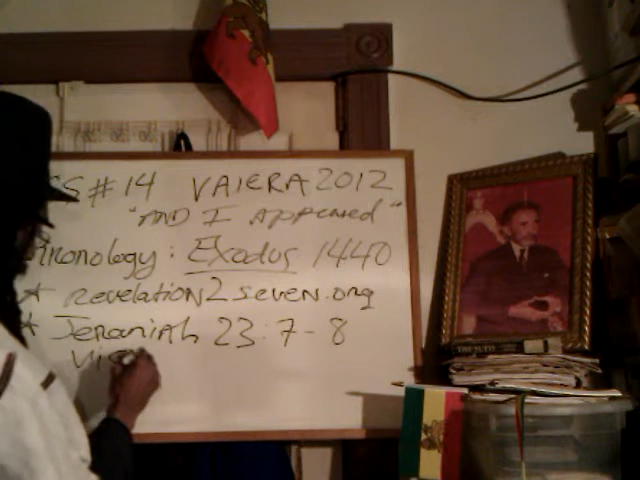 S #14 VAIERA 2012
"AND I Appeared"
hronology : Exodus 1440
* revelation2seven.org
* Jeremiah 23:7-8